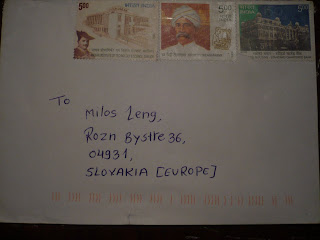 5.00
5.00
5.00
To
Milos Leng,
Rozn Bystre 36,
04931,
SLOVAKIA [EUROPE]